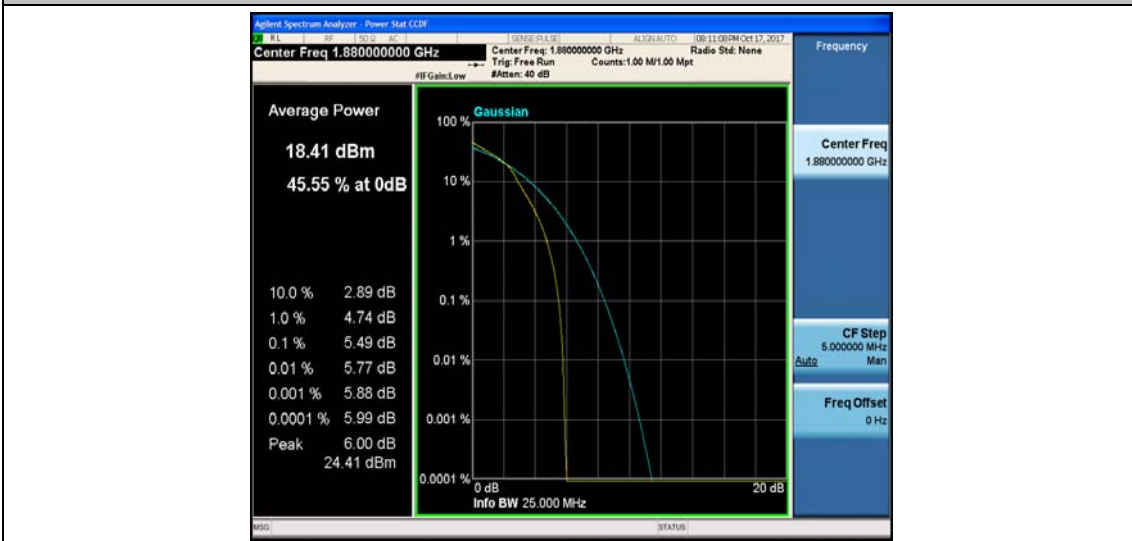 Agilent Spectrum Analyzer - Power Stat CCDF
RL RF 50 Ω AC SENSE:PULSE ALIGNAUTO 08:11:08 PM Oct 17, 2017
Center Freq 1.880000000 GHz
Center Freq: 1.880000000 GHz Radio Std: None
Trig: Free Run Counts:1.00 M/1.00 Mpt
#IFGain:Low #Atten: 40 dB
Average Power
18.41 dBm
45.55 % at 0dB
10.0 % 2.89 dB
1.0 % 4.74 dB
0.1 % 5.49 dB
0.01 % 5.77 dB
0.001 % 5.88 dB
0.0001 % 5.99 dB
Peak 6.00 dB
24.41 dBm
Gaussian
100 %
10 %
1 %
0.1 %
0.01 %
0.001 %
0.0001 %
0 dB 20 dB
Info BW 25.000 MHz
Frequency
Center Freq
1.880000000 GHz
CF Step
5.000000 MHz
Auto Man
Freq Offset
0 Hz
MSG STATUS